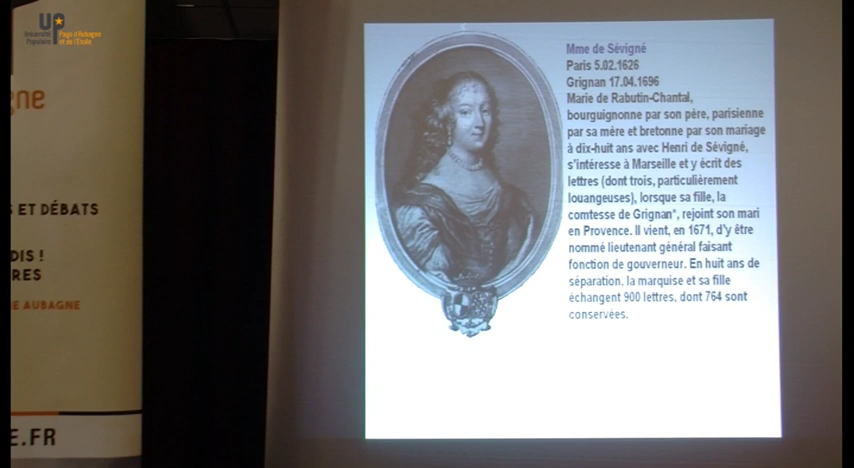 UP
Université
Populaire
Pays d'Aubagne
et de l'Etoile
gne
S ET DÉBATS
DIS !
RES
E AUBAGNE
E.FR
Mme de Sévigné
Paris 5.02.1626
Grignan 17.04.1696
Marie de Rabutin-Chantal,
bourguignonne par son père, parisienne
par sa mère et bretonne par son mariage
à dix-huit ans avec Henri de Sévigné,
s'intéresse à Marseille et y écrit des
lettres (dont trois, particulièrement
louangeuses), lorsque sa fille, la
comtesse de Grignan*, rejoint son mari
en Provence. Il vient, en 1671, d'y être
nommé lieutenant général faisant
fonction de gouverneur. En huit ans de
séparation, la marquise et sa fille
échangent 900 lettres, dont 764 sont
conservées.